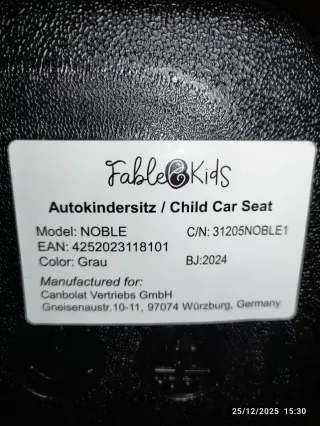 Fable Kids
Autokindersitz / Child Car Seat
Model: NOBLE C/N: 31205NOBLE1
EAN: 4252023118101
Color: Grau BJ:2024
Manufactured for:
Canbolat Vertriebs GmbH
Gneisenaustr.10-11, 97074 Würzburg, Germany
25/12/2025 15:30